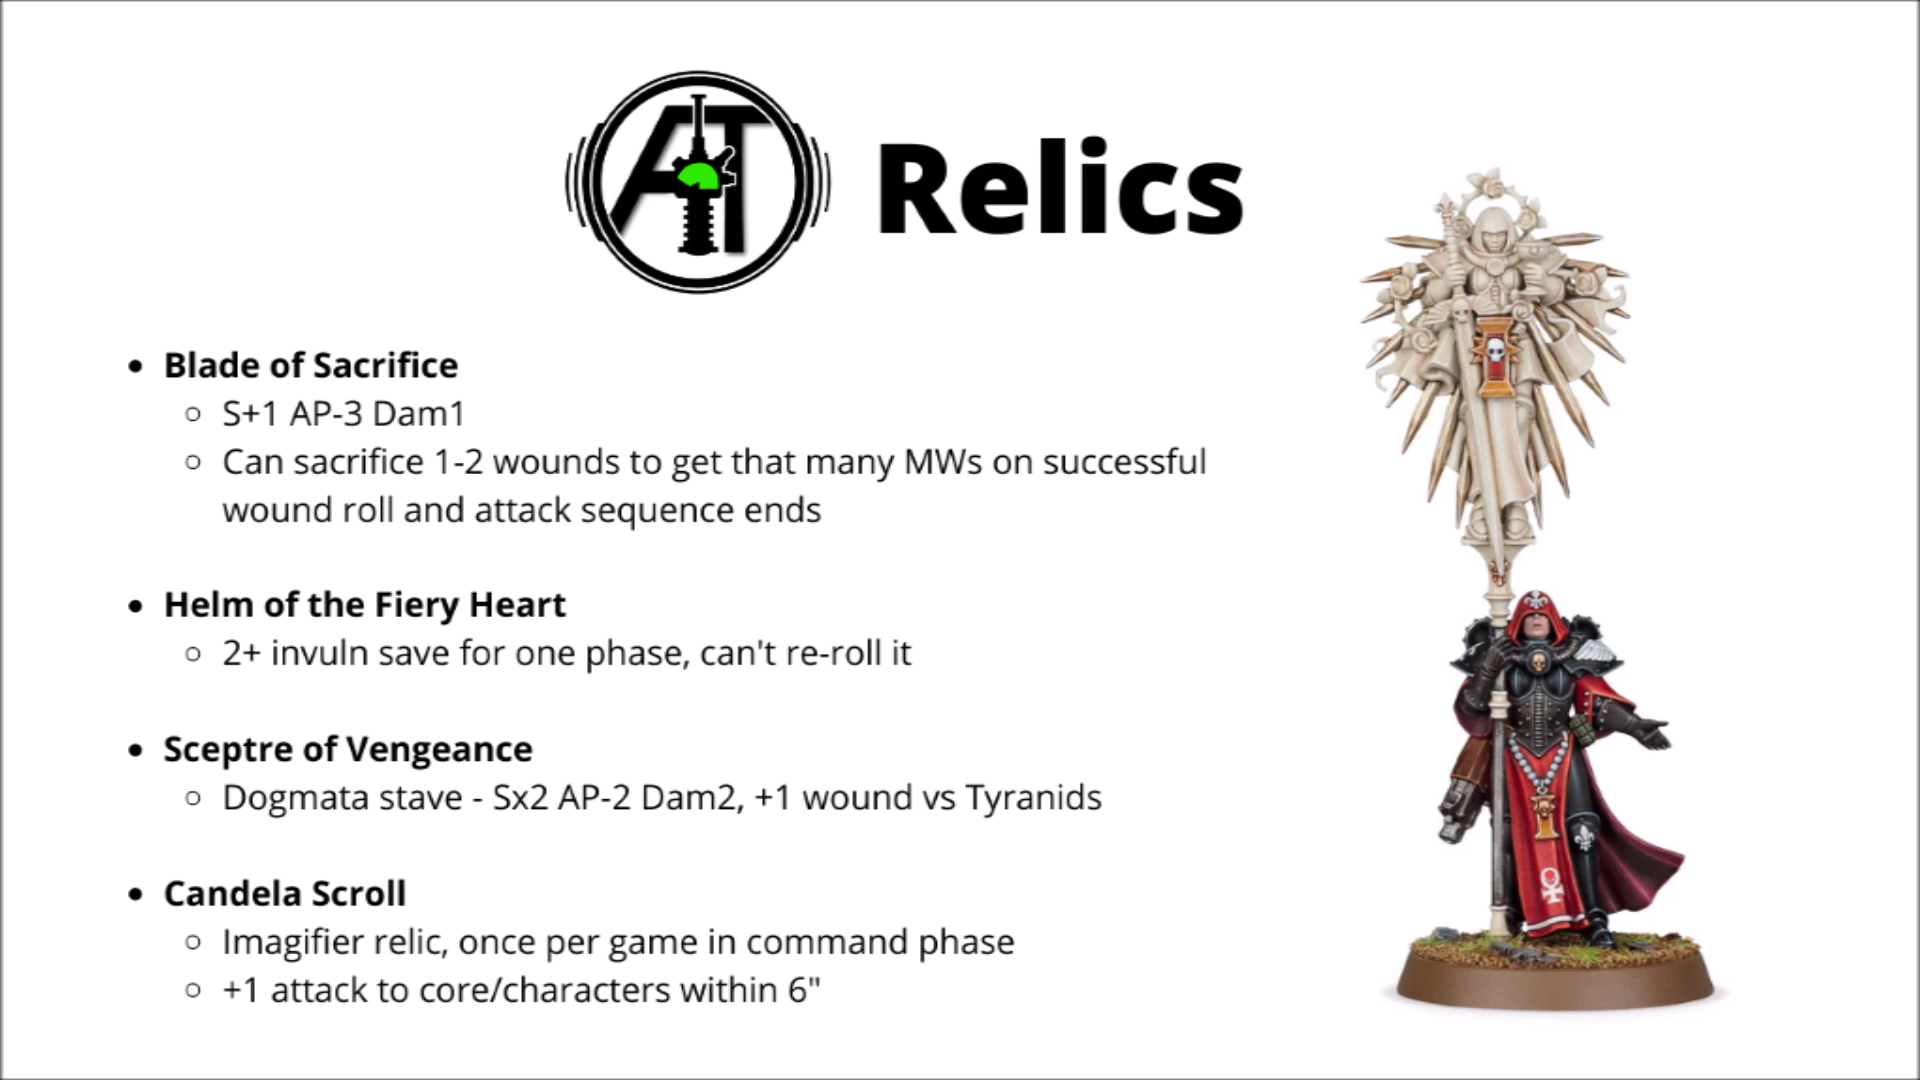 AT
Relics
• Blade of Sacrifice
○ S+1 AP-3 Dam1
○ Can sacrifice 1-2 wounds to get that many MWs on successful
wound roll and attack sequence ends
• Helm of the Fiery Heart
○ 2+ invuln save for one phase, can't re-roll it
• Sceptre of Vengeance
○ Dogmata stave - Sx2 AP-2 Dam2, +1 wound vs Tyranids
• Candela Scroll
○ Imagifier relic, once per game in command phase
○ +1 attack to core/characters within 6"